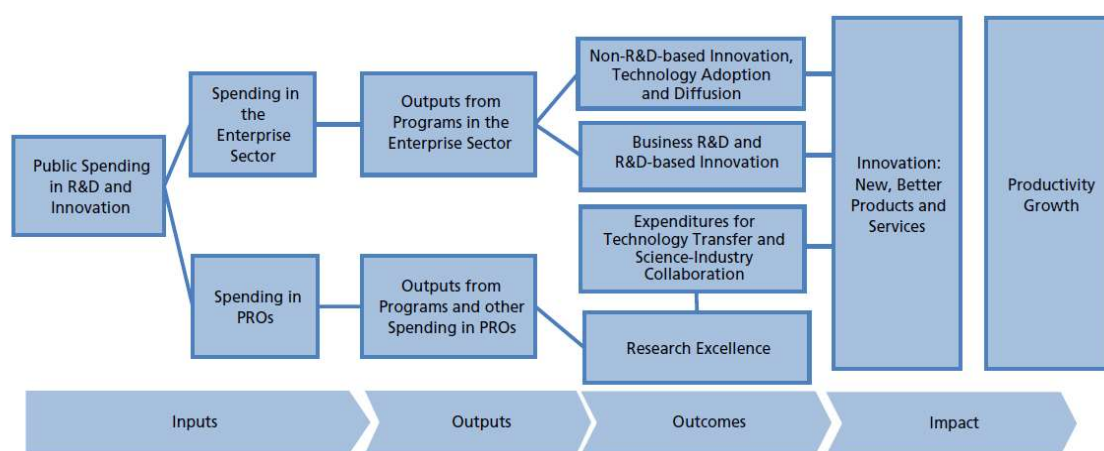 Public Spending
in R&D and
Innovation
Spending in
the
Enterprise
Sector
Spending in
PROs
Outputs from
Programs in the
Enterprise Sector
Outputs from
Programs and other
Spending in PROs
Non-R&D-based Innovation,
Technology Adoption
and Diffusion
Business R&D and
R&D-based Innovation
Expenditures for
Technology Transfer and
Science-Industry
Collaboration
Research Excellence
Innovation:
New, Better
Products and
Services
Productivity
Growth
Inputs
Outputs
Outcomes
Impact